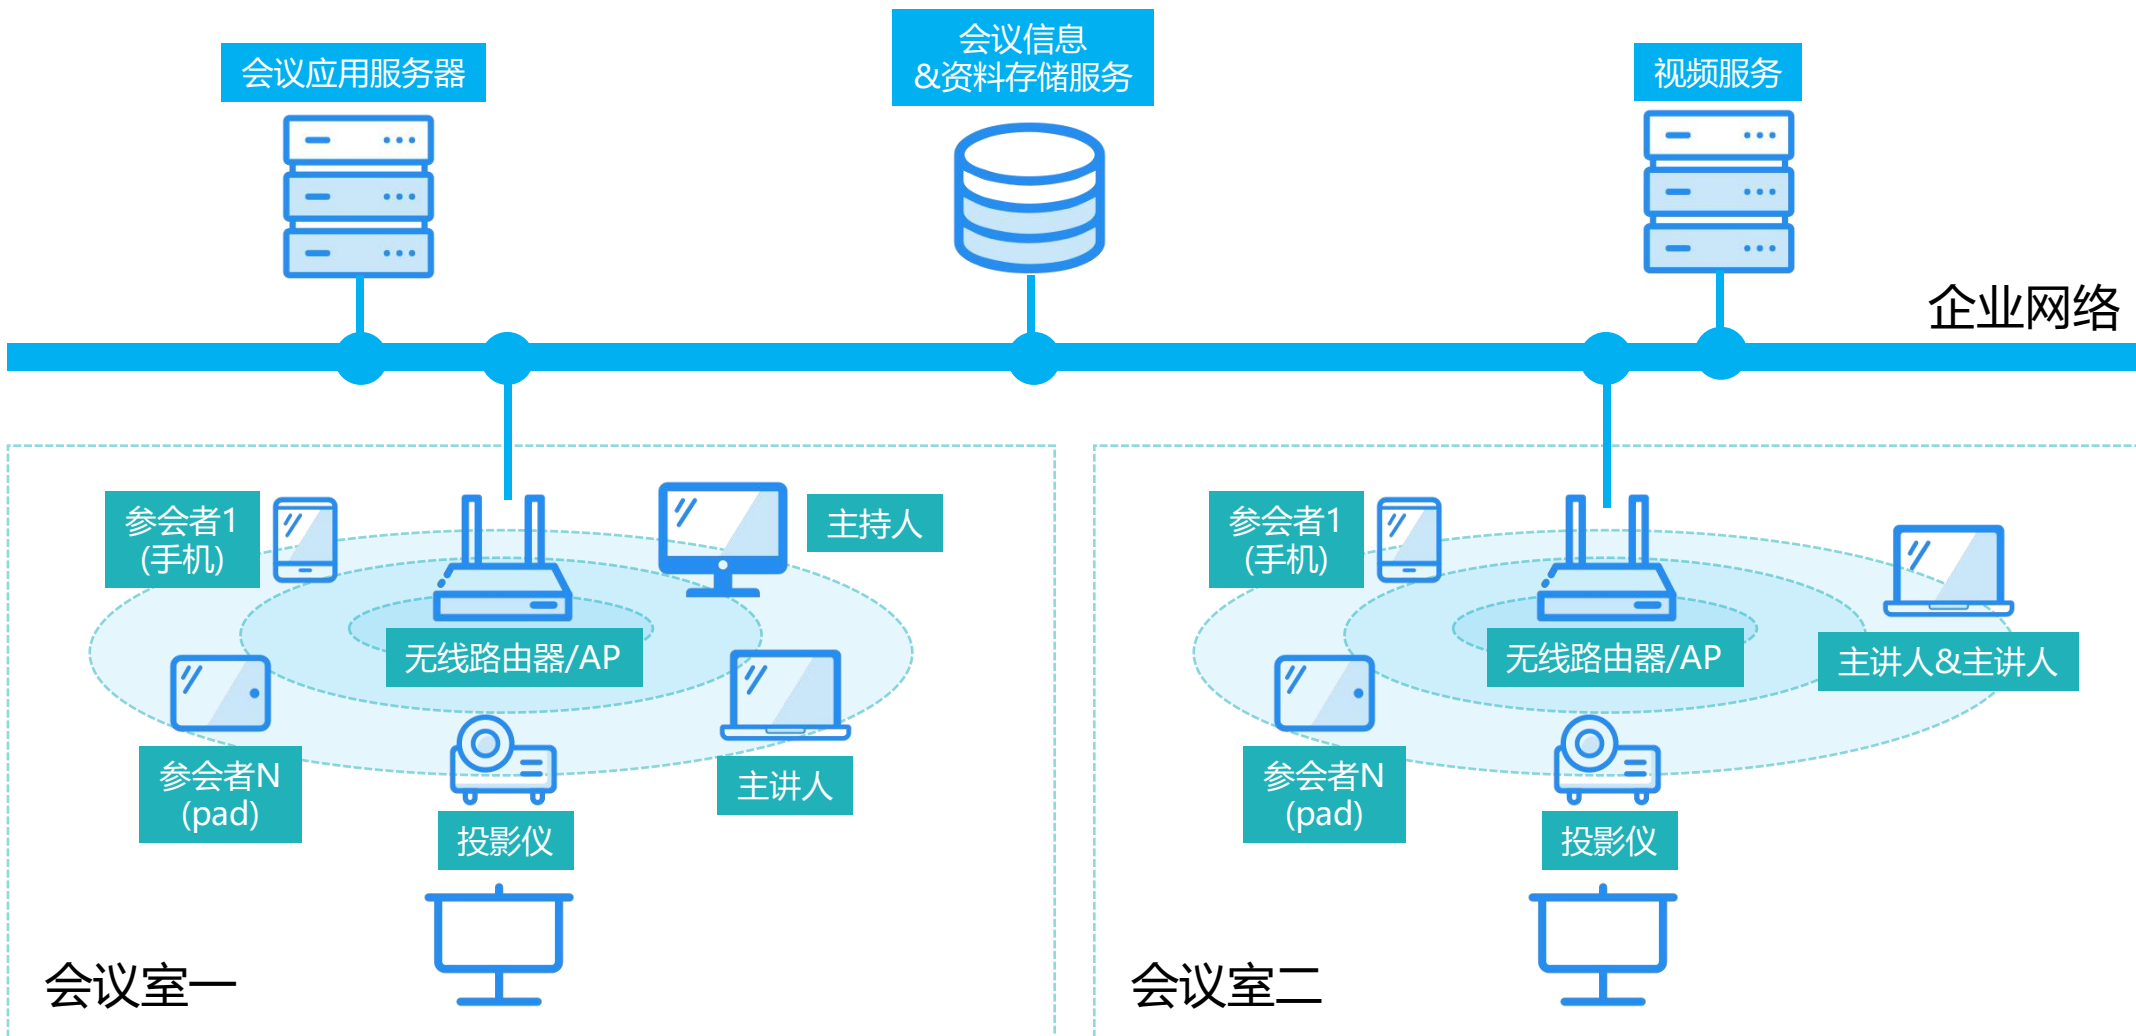 会议应用服务器
会议信息
&资料存储服务
视频服务
企业网络
参会者1
(手机)
主持人
无线路由器/AP
参会者N
(pad)
主讲人
投影仪
会议室一
参会者1
(手机)
无线路由器/AP
主讲人&主讲人
参会者N
(pad)
投影仪
会议室二